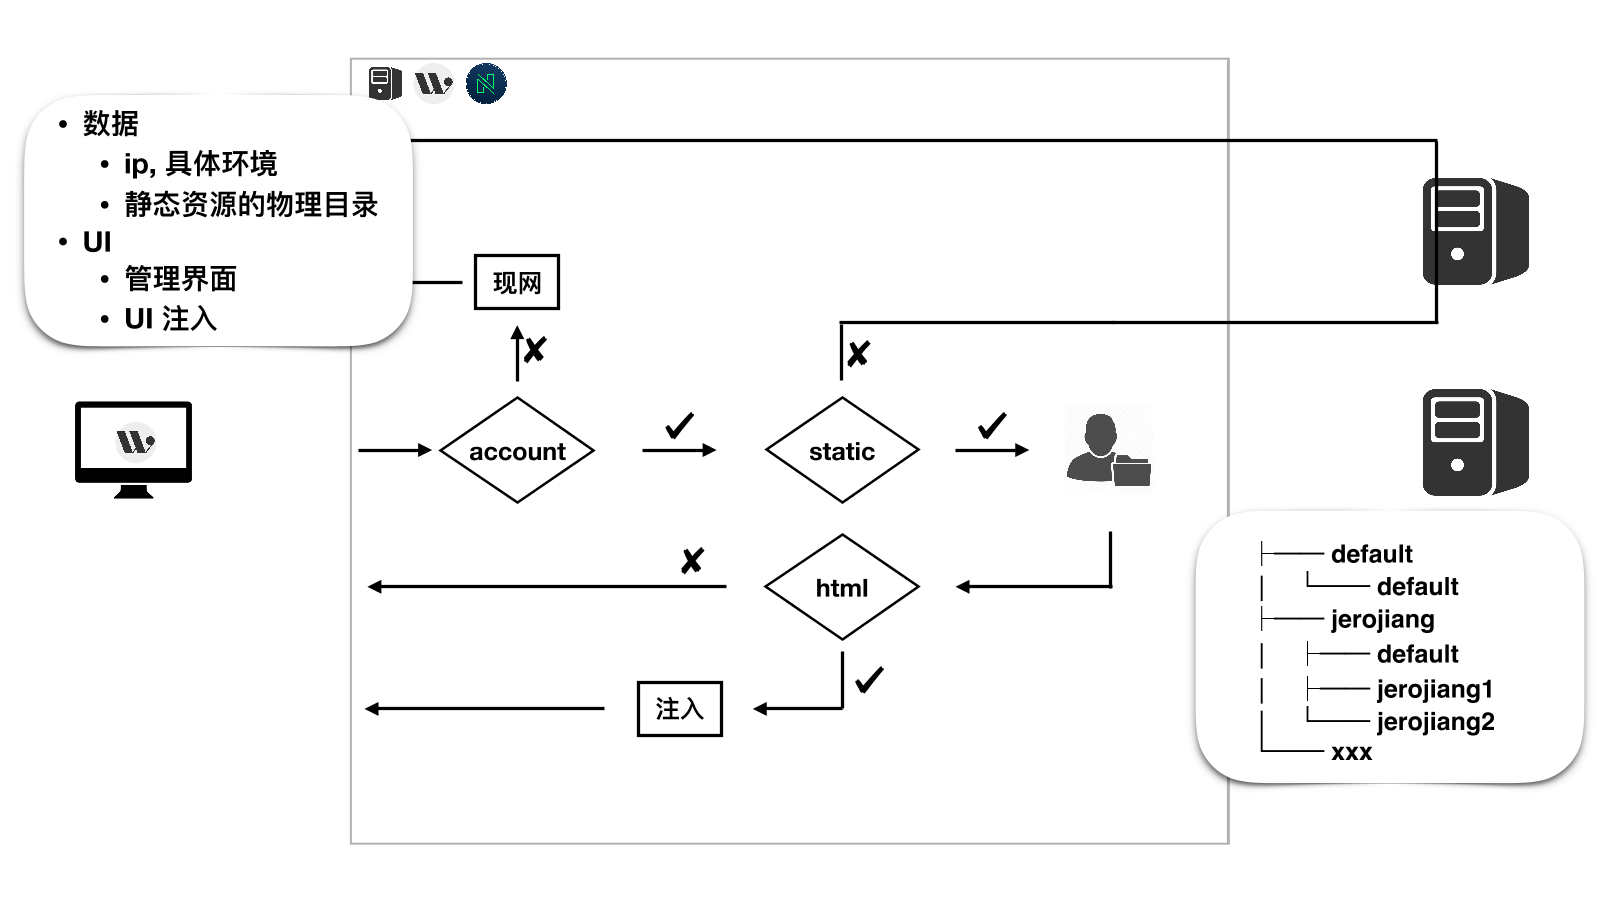 • 数据
• ip, 具体环境
• 静态资源的物理目录
• UI
• 管理界面
• UI 注入
现网
account
static
html
注入
default
default
jerojiang
default
jerojiang1
jerojiang2
xxx